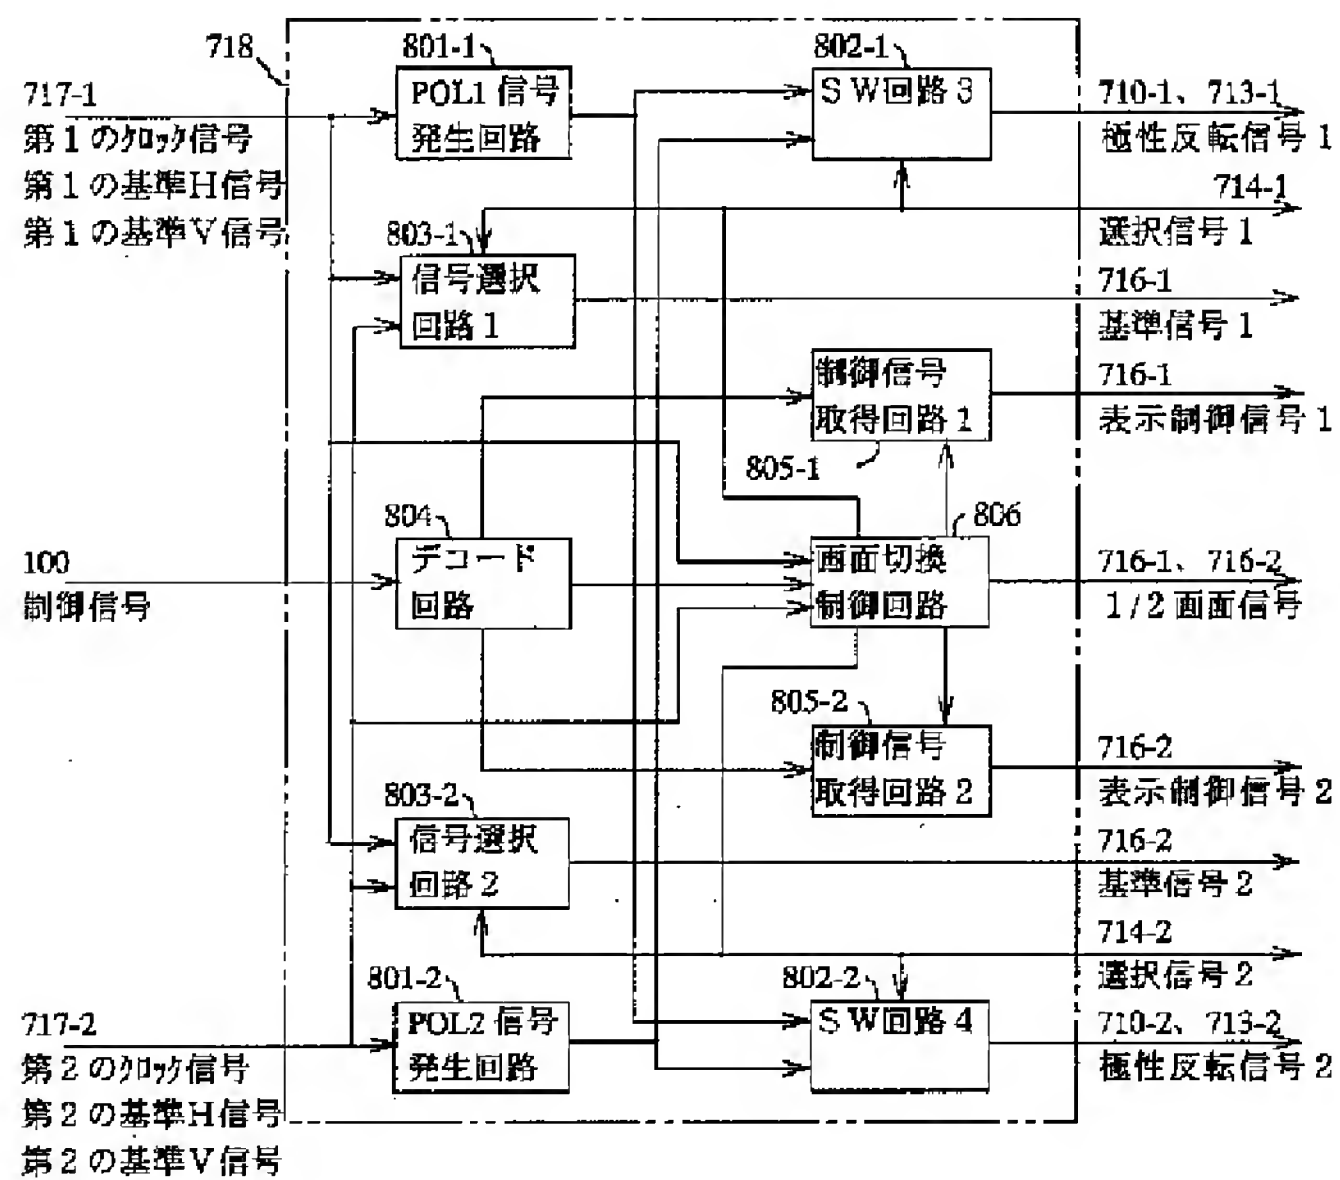 718
801-1
802-1
717-1
第1のｸﾛｯｸ信号
第1の基準H信号
第1の基準V信号
POL1 信号
発生回路
SW回路3
710-1、713-1
極性反転信号1
714-1
選択信号1
803-1
信号選択
回路1
716-1
基準信号1
制御信号
取得回路1
716-1
表示制御信号1
805-1
804
806
100
制御信号
デコード
回路
画面切換
制御回路
716-1、716-2
1/2画面信号
805-2
制御信号
取得回路2
716-2
表示制御信号2
803-2
信号選択
回路2
716-2
基準信号2
714-2
選択信号2
801-2
802-2
717-2
第2のｸﾛｯｸ信号
第2の基準H信号
第2の基準V信号
POL2 信号
発生回路
SW回路4
710-2、713-2
極性反転信号2